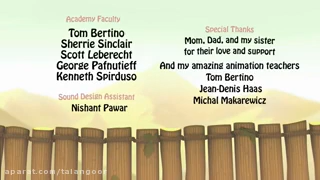 Academy Faculty
Tom Bertino
Sherrie Sinclair
Scott Leberecht
George Pafnutieff
Kenneth Spirduso
Sound Design Assistant
Nishant Pawar
Special Thanks
Mom, Dad, and my sister
for their love and support
And my amazing animation teachers
Tom Bertino
Jean-Denis Haas
Michal Makarewicz
aparat.com/talangoor